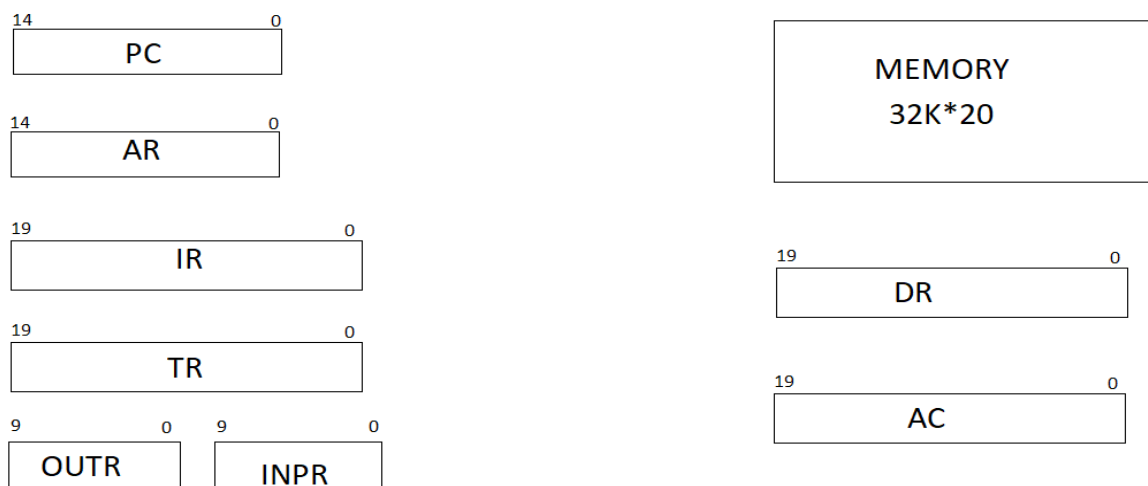 14 0
PC
14 0
AR
19 0
IR
19 0
TR
9 0
OUTR
9 0
INPR
MEMORY
32K*20
19 0
DR
19 0
AC